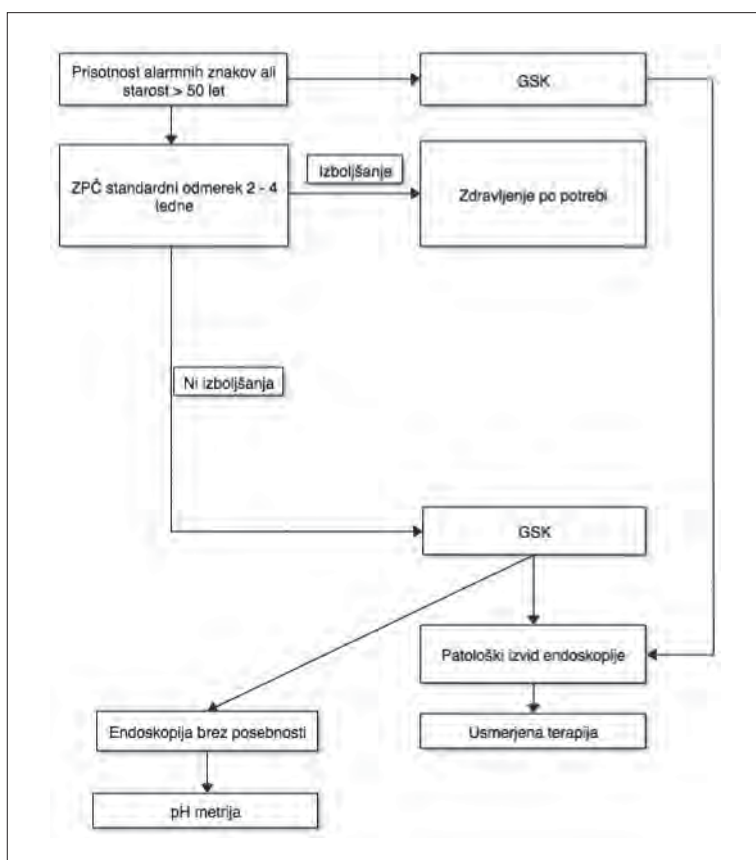 Prisotnost alarmnih znakov ali
starost > 50 let
GSK
ZPČ standardni odmerek 2 - 4
tedne
Izboljšanje
Zdravljenje po potrebi
Ni izboljšanja
GSK
Patološki izvid endoskopije
Endoskopija brez posebnosti
Usmerjena terapija
pH metrija